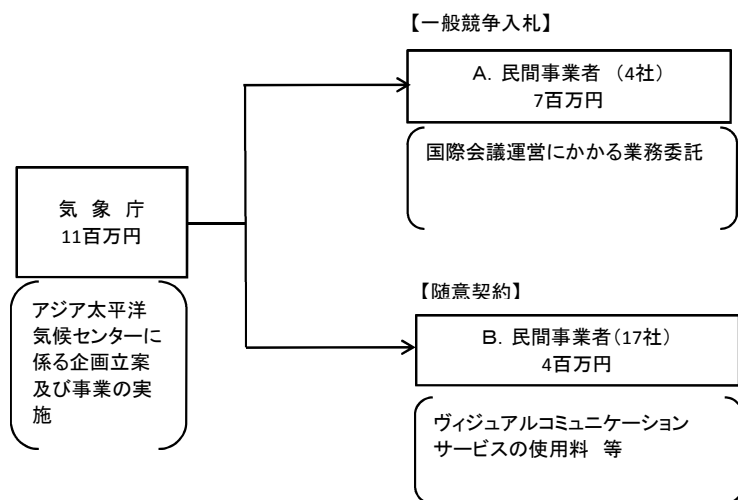 【一般競争入札】
A. 民間事業者 （4社）
7百万円
国際会議運営にかかる業務委託
気 象 庁
11百万円
アジア太平洋
気候センターに
係る企画立案
及び事業の実
施
【随意契約】
B. 民間事業者（17社）
4百万円
ヴィジュアルコミュニケーション
サービスの使用料 等